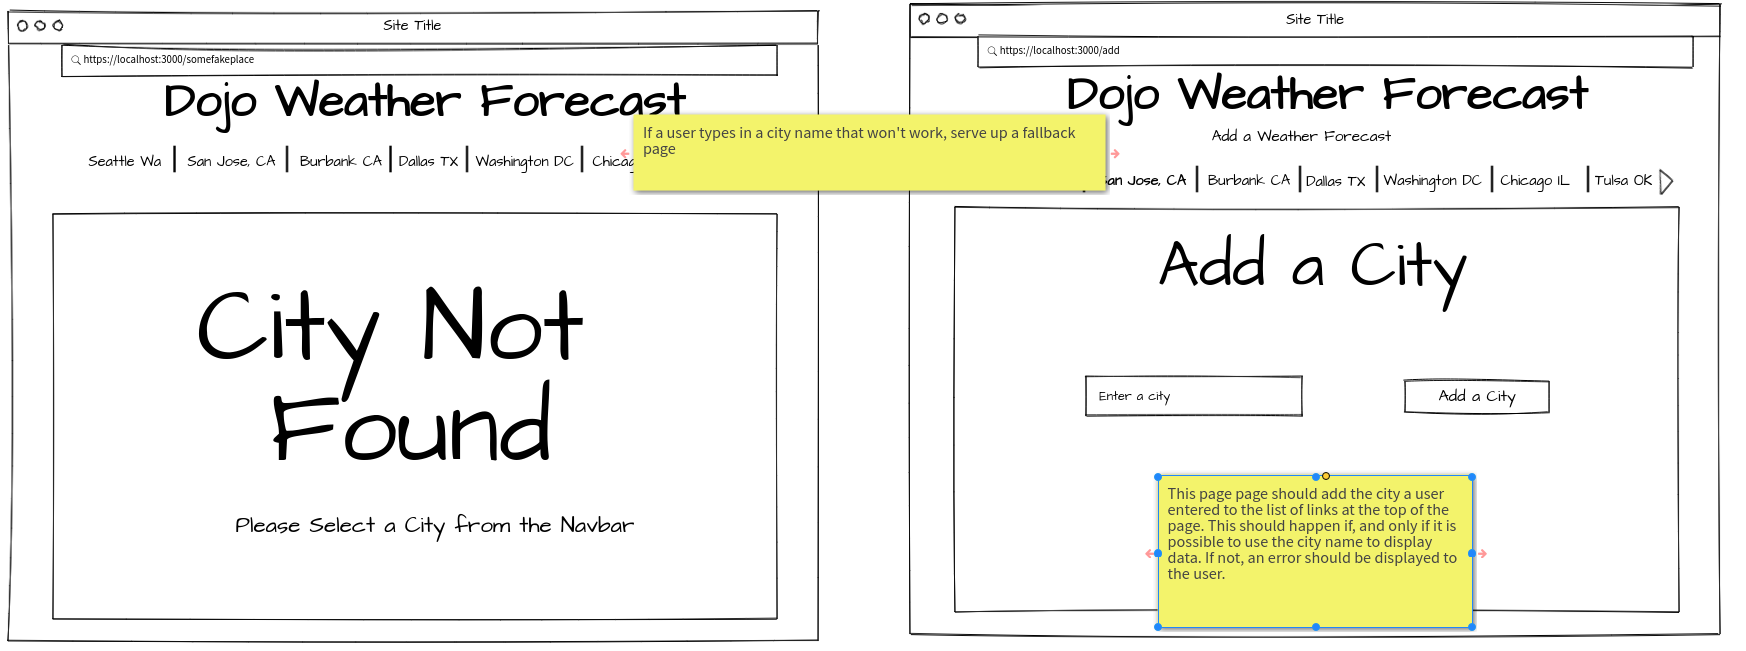 Site Title
https://localhost:3000/somefakeplace
Dojo Weather Forecast
Seattle Wa | San Jose, CA | Burbank CA | Dallas TX | Washington DC |
If a user types in a city name that won't work, serve up a fallback
page
City Not
Found
Please Select a City from the Navbar
Site Title
https://localhost:3000/add
Dojo Weather Forecast
Add a Weather Forecast
Jose, CA | Burbank CA | Dallas TX | Washington DC | Chicago IL | Tulsa OK
Add a City
Enter a city
Add a City
This page page should add the city a user
entered to the list of links at the top of the
page. This should happen if, and only if it is
possible to use the city name to display
data. If not, an error should be displayed to
the user.